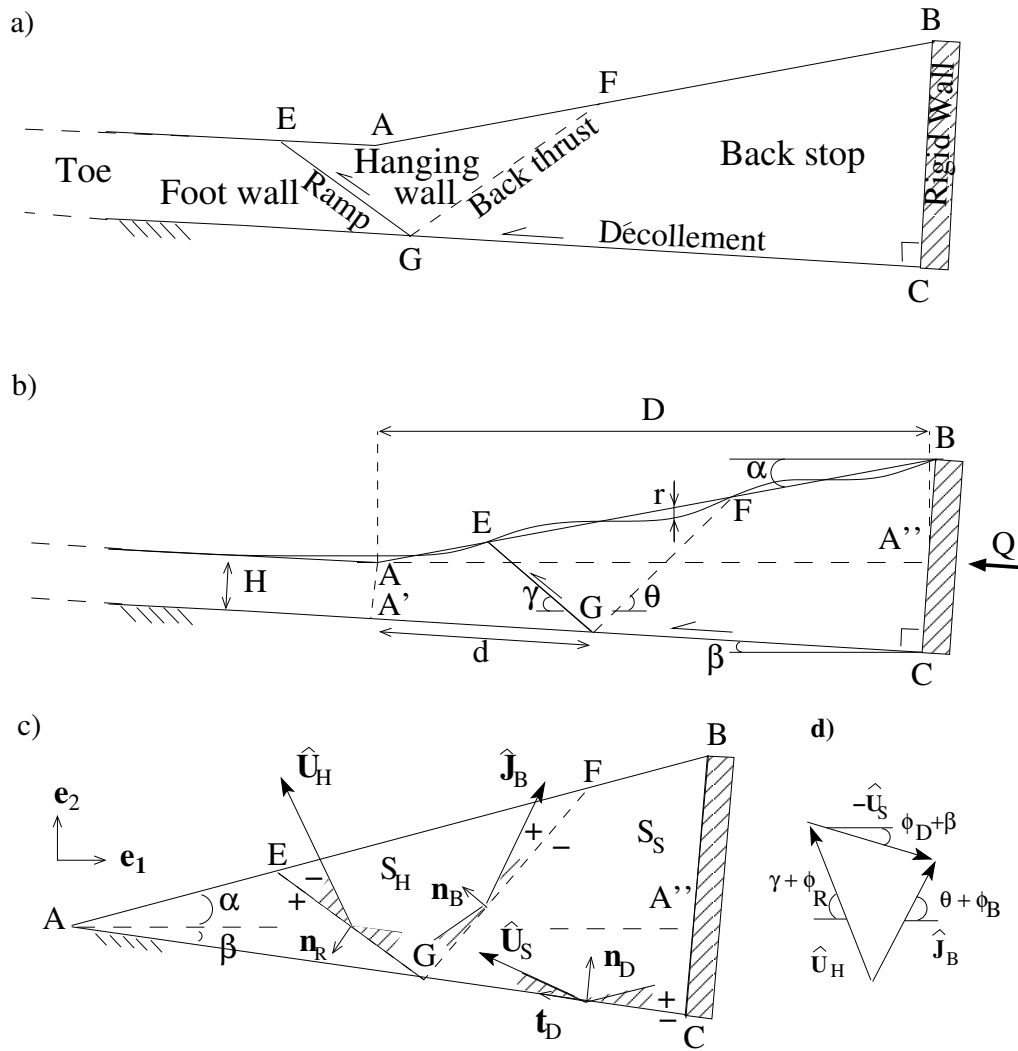 a)
B
F
E
A
Rigid Wall
Toe
Foot wall
Ramp
Hanging
wall
Back thrust
Back stop
Décollement
G
C
b)
D
B
α
r
F
E
A''
Q
H
A
A'
γ
G
θ
d
β
C
c)
d)
B
Û_H
Ĵ_B
F
e_2
S_S
-Û_S
ϕ_D+β
e_1
E
S_H
+
-
-
+
A
α
n_B
A''
γ+ϕ_R
θ+ϕ_B
β
n_R
G
Û_S
n_D
Û_H
Ĵ_B
t_D
+
-
C